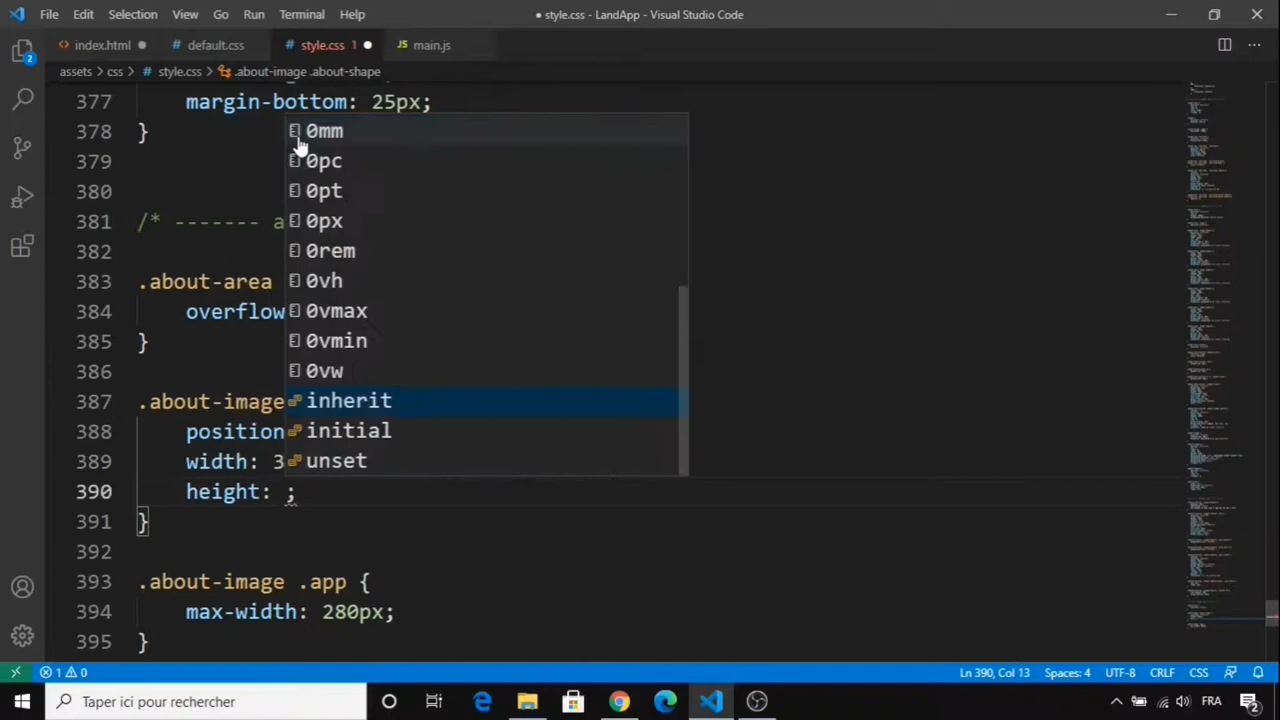 File Edit Selection View Go Run Terminal Help ● style.css - LandApp - Visual Studio Code
index.html ● # default.css # style.css 1 ● JS main.js
assets > css > # style.css > .about-image .about-shape
377 margin-bottom: 25px;
378 }
0mm
379
0pc
380
0pt
381 /* ------- a
0px
382
0rem
383 .about-area
0vh
384 overflow
0vmax
385 }
0vmin
386
0vw
387 .about-image
inherit
388 position
initial
389 width: 3
unset
390 height: ;
391 }
392
393 .about-image .app {
394 max-width: 280px;
395 }
2
1 0 Ln 390, Col 13 Spaces: 4 UTF-8 CRLF CSS
Taper ici pour rechercher FRA 2